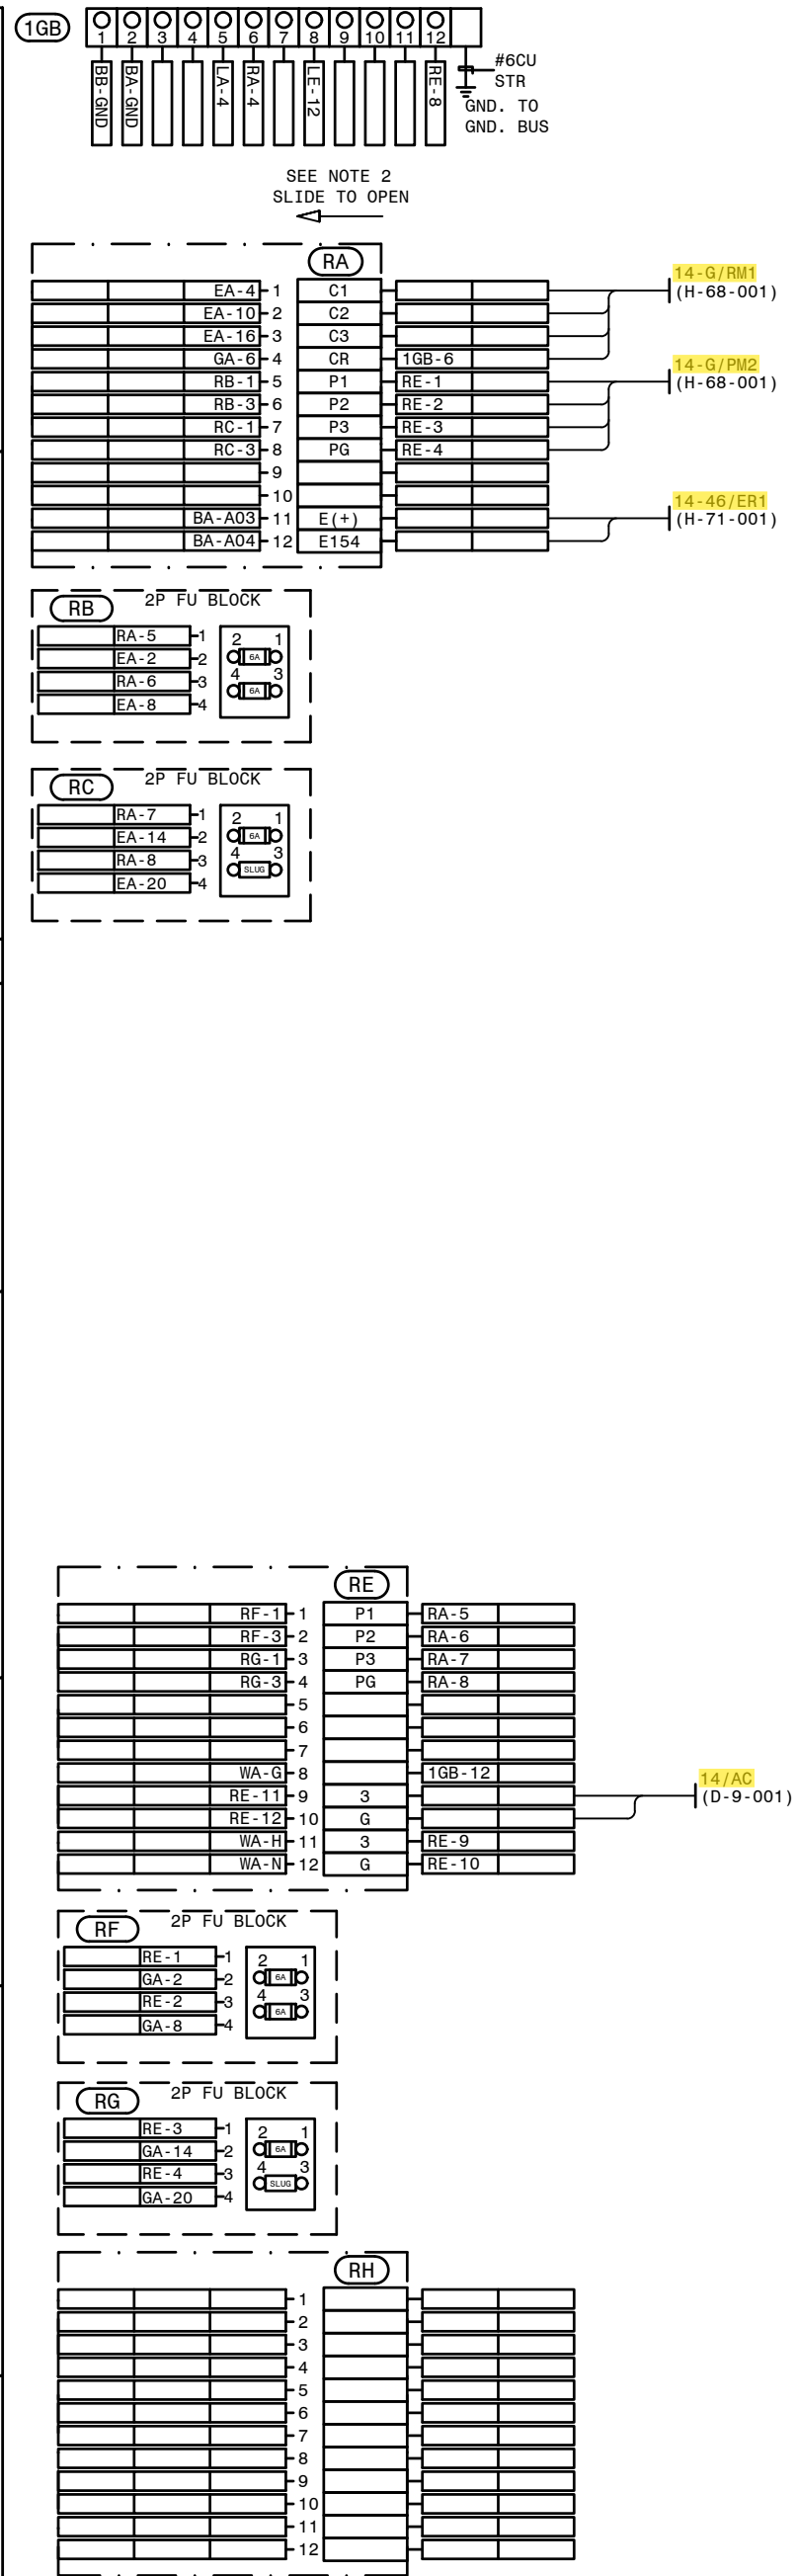 1GB
1 2 3 4 5 6 7 8 9 10 11 12
BB-GND BA-GND LA-4 RA-4 LE-12 RE-8
#6CU
STR
GND. TO
GND. BUS
SEE NOTE 2
SLIDE TO OPEN
RA
EA-4 1 C1
EA-10 2 C2
EA-16 3 C3
GA-6 4 CR 1GB-6
RB-1 5 P1 RE-1
RB-3 6 P2 RE-2
RC-1 7 P3 RE-3
RC-3 8 PG RE-4
9
10
BA-A03 11 E(+)
BA-A04 12 E154
14-G/RM1
(H-68-001)
14-G/PM2
(H-68-001)
14-46/ER1
(H-71-001)
RB 2P FU BLOCK
RA-5 1
EA-2 2
RA-6 3
EA-8 4
2 1
6A
4 3
6A
RC 2P FU BLOCK
RA-7 1
EA-14 2
RA-8 3
EA-20 4
2 1
6A
4 3
SLUG
RE
RF-1 1 P1 RA-5
RF-3 2 P2 RA-6
RG-1 3 P3 RA-7
RG-3 4 PG RA-8
5
6
7
WA-G 8 1GB-12
RE-11 9 3
RE-12 10 G
WA-H 11 3 RE-9
WA-N 12 G RE-10
14/AC
(D-9-001)
RF 2P FU BLOCK
RE-1 1
GA-2 2
RE-2 3
GA-8 4
2 1
6A
4 3
6A
RG 2P FU BLOCK
RE-3 1
GA-14 2
RE-4 3
GA-20 4
2 1
6A
4 3
SLUG
RH
1
2
3
4
5
6
7
8
9
10
11
12